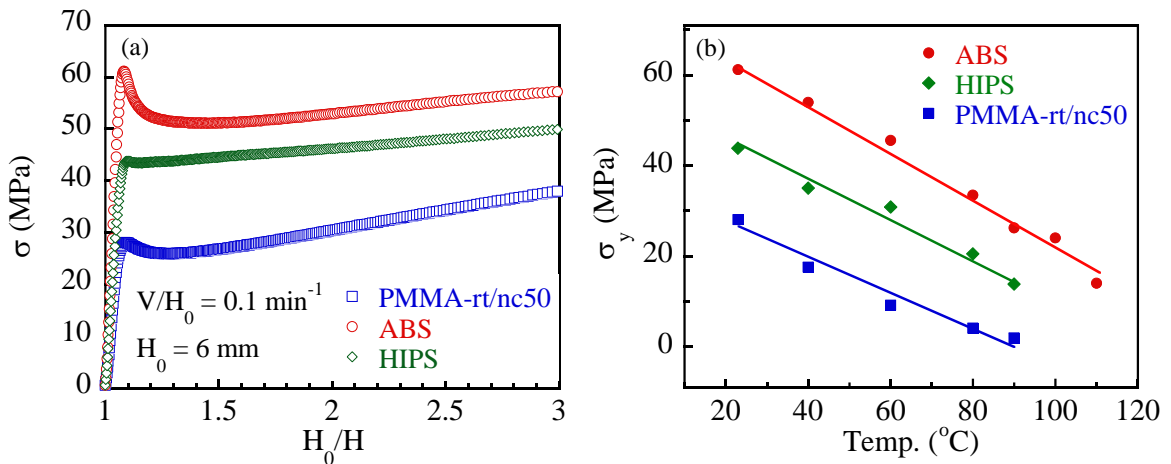 (a)
σ (MPa)
70
60
50
40
30
20
10
0
V/H₀ = 0.1 min⁻¹
H₀ = 6 mm
PMMA-rt/nc50
ABS
HIPS
1 1.5 2 2.5 3
H₀/H
(b)
ABS
HIPS
PMMA-rt/nc50
σ_y (MPa)
60
40
20
0
20 40 60 80 100 120
Temp. (°C)